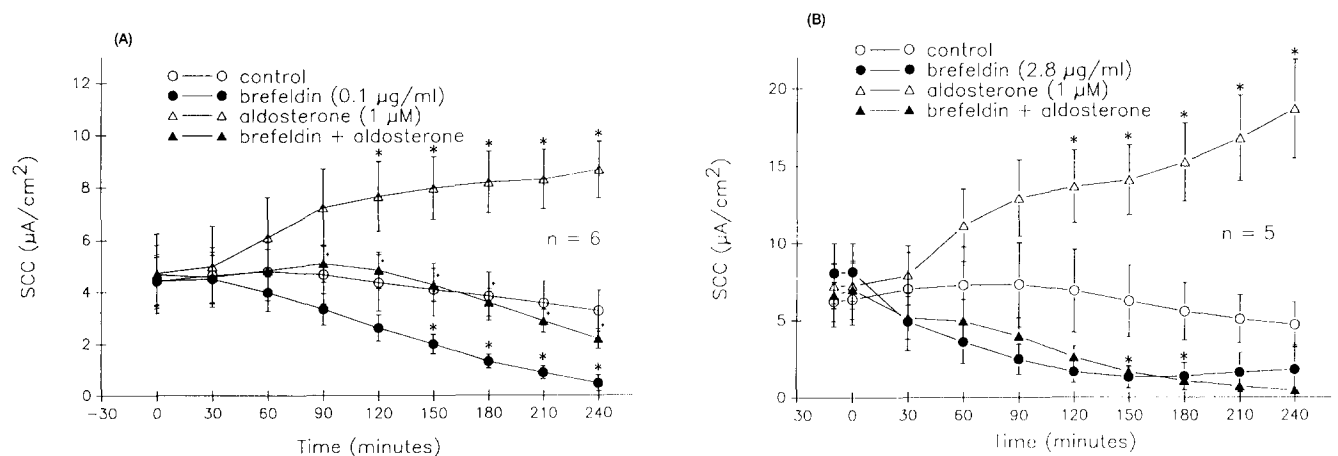 (A)
control
brefeldin (0.1 µg/ml)
aldosterone (1 µM)
brefeldin + aldosterone
14
12
10
8
6
4
2
0
SCC (µA/cm²)
n = 6
* * * * *
* * * *
-30 0 30 60 90 120 150 180 210 240
Time (minutes)
(B)
control
brefeldin (2.8 µg/ml)
aldosterone (1 µM)
brefeldin + aldosterone
20
15
10
5
0
SCC (µA/cm²)
n = 5
* * * * *
* *
30 0 30 60 90 120 150 180 210 240
Time (minutes)